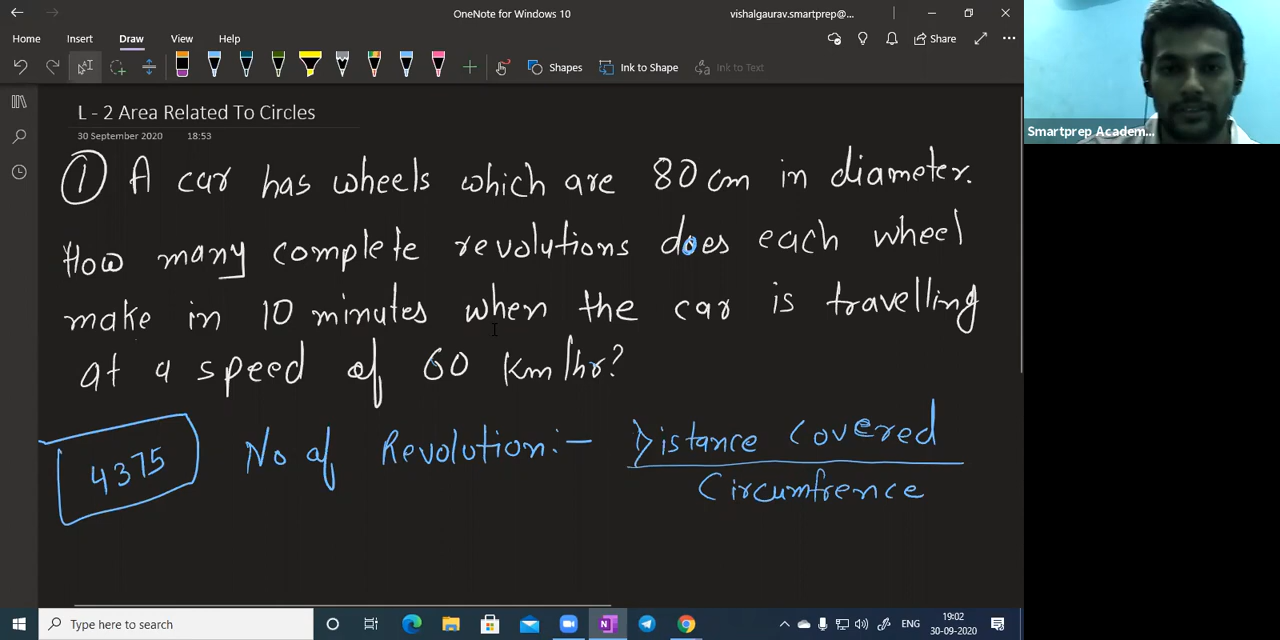 OneNote for Windows 10
vishalgaurav.smartprep@...
Home Insert Draw View Help
Share
Shapes
Ink to Shape
Ink to Text
L - 2 Area Related To Circles
30 September 2020 18:53
① A car has wheels which are 80 cm in diameter.
How many complete revolutions does each wheel
make in 10 minutes when the car is travelling
at a speed of 60 Km/hr?
4375
No of Revolution:- Distance Covered
Circumfrence
Smartprep Academ...
Type here to search
ENG
19:02
30-09-2020